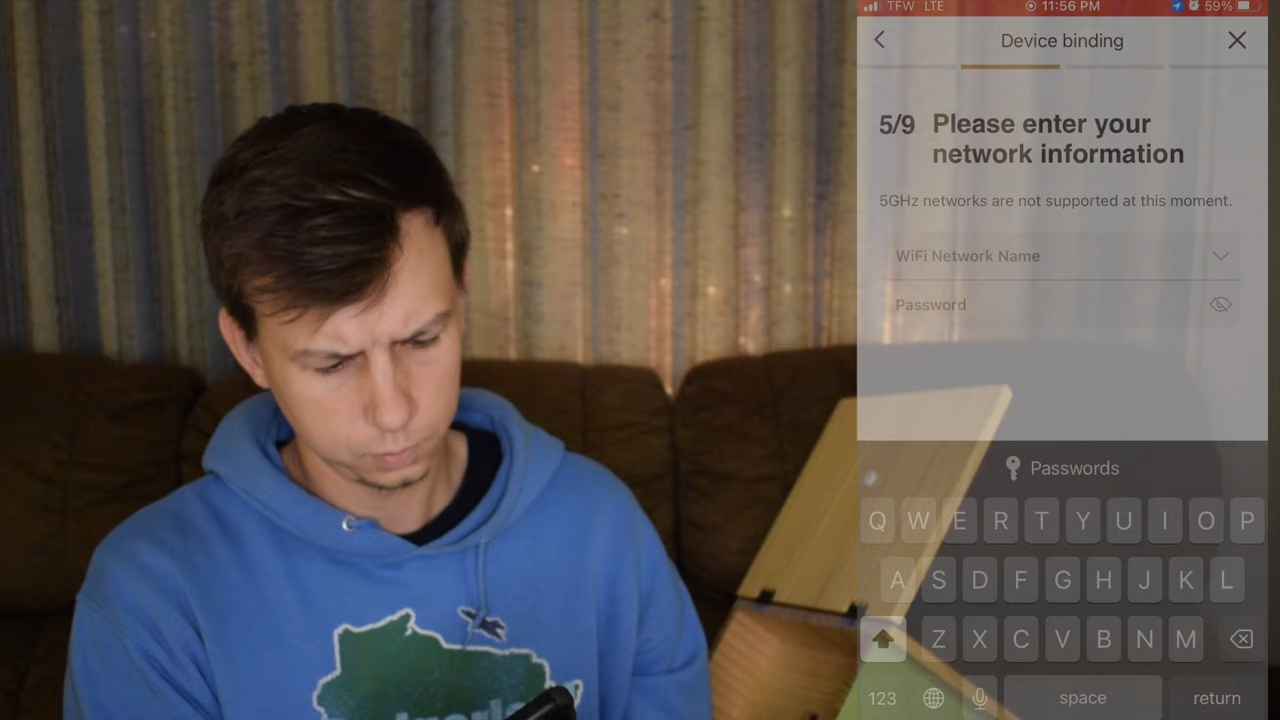 TFW LTE 11:56 PM 59%
Device binding
5/9 Please enter your
network information
5GHz networks are not supported at this moment.
WiFi Network Name
Password
Passwords
Q W E R T Y U I O P
A S D F G H J K L
Z X C V B N M
123 space return